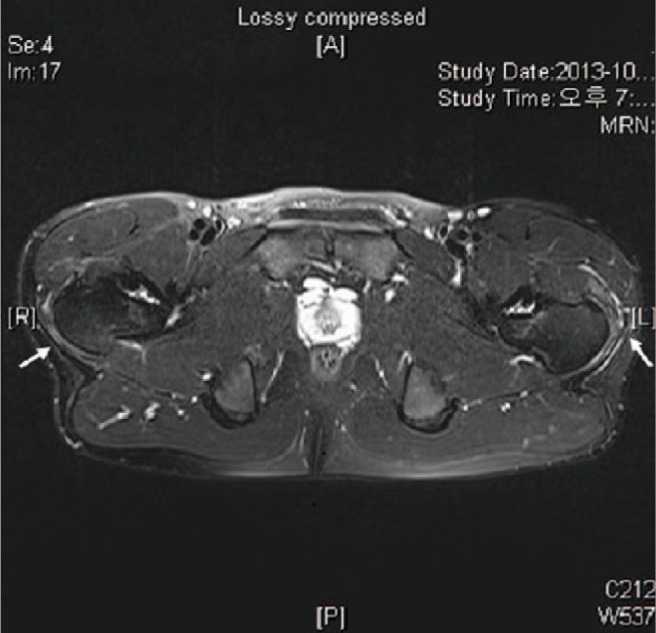 Lossy compressed
[A]
Se:4
Im:17
Study Date:2013-10...
Study Time:오후 7:...
MRN:
[R]
[L]
[P]
C212
W537